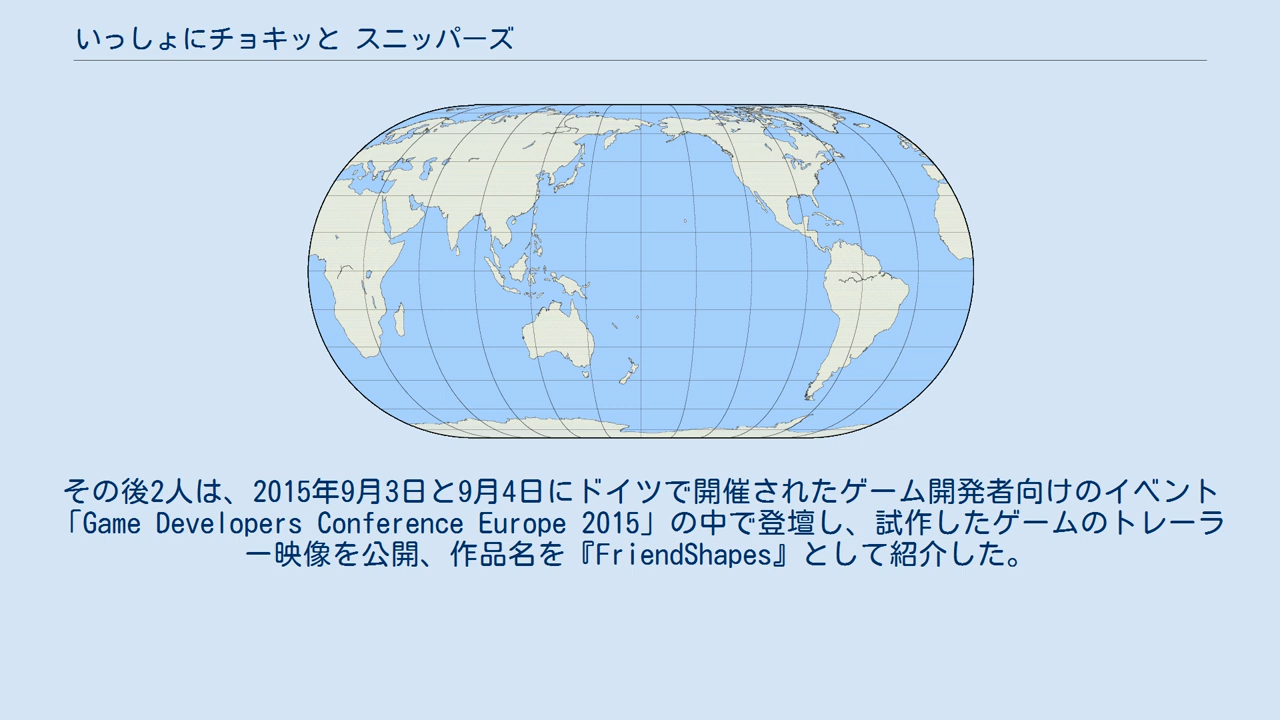 いっしょにチョキッと スニッパーズ
その後2人は、2015年9月3日と9月4日にドイツで開催されたゲーム開発者向けのイベント
「Game Developers Conference Europe 2015」の中で登壇し、試作したゲームのトレーラ
ー映像を公開、作品名を『FriendShapes』として紹介した。